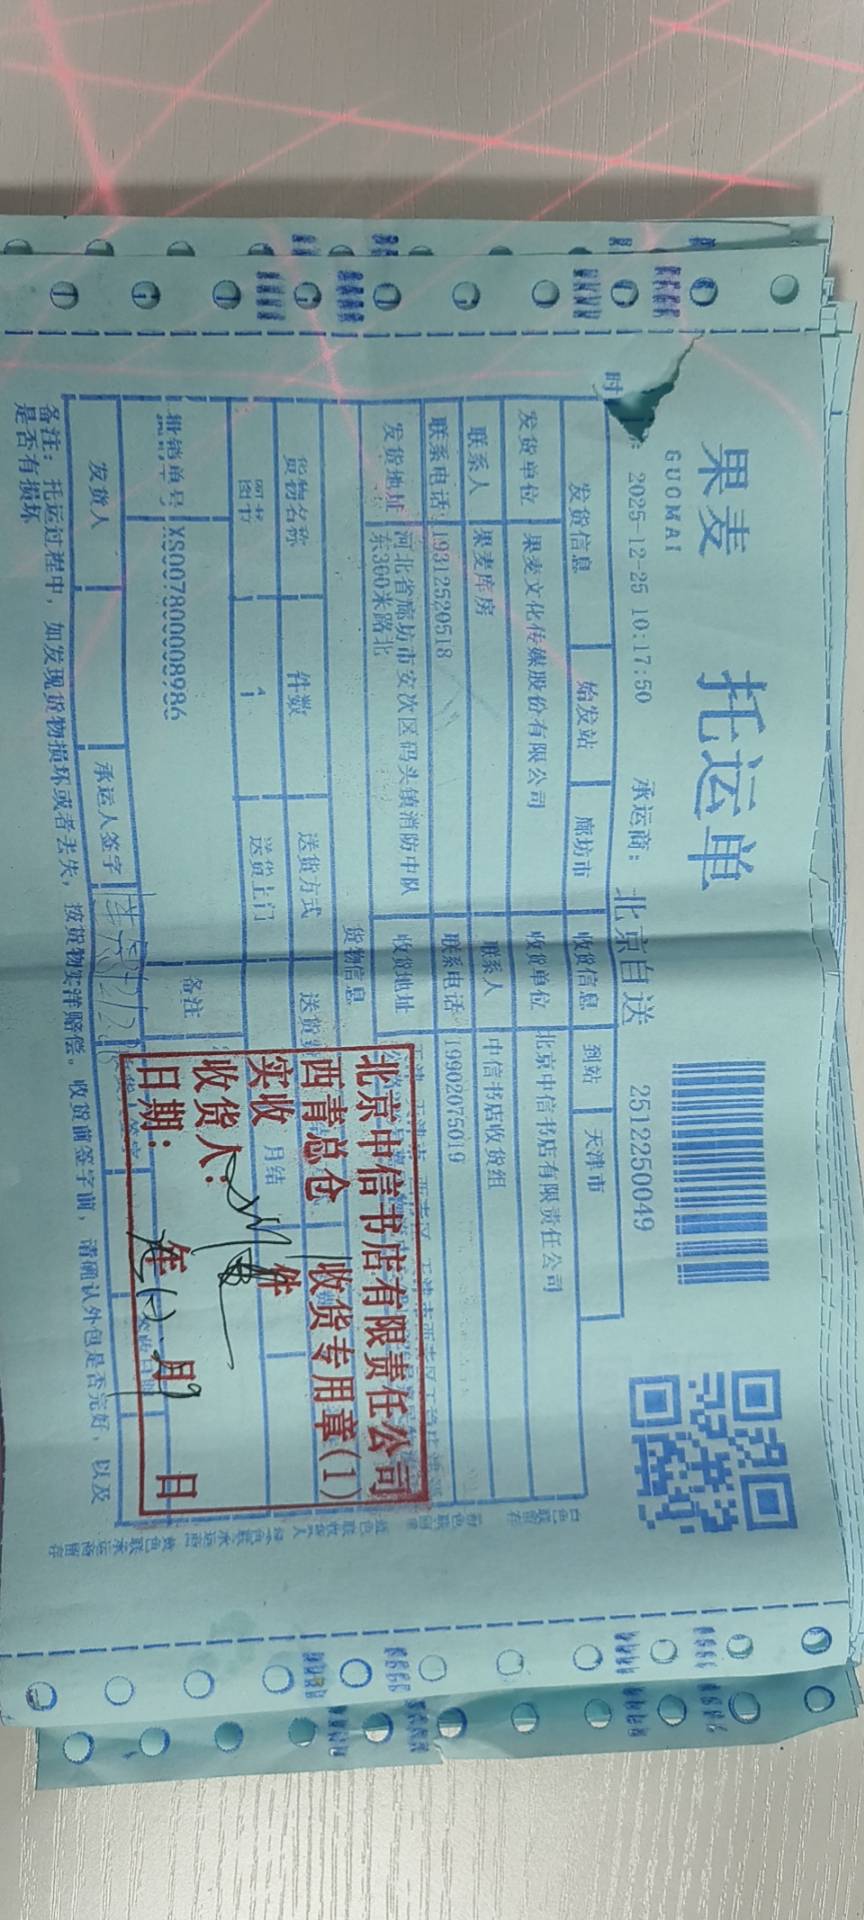 果麦 托运单
GUOMAI
时 : 2025-12-25 10:17:50 承运商: 北京自送 2512250049
发货信息 始发站 廊坊市 收货信息 到站 天津市
发货单位 果麦文化传媒股份有限公司 收货单位 北京中信书店有限责任公司
联系人 果麦库房 联系人 中信书店收货组
联系电话 19312520518 联系电话 19902075019
发货地址 河北省廊坊市安次区码头镇消防中队东300米路北 收货地址
货物信息
货物名称 件数 送货方式 送货
图书 1 送货上门 月结
批销单号 XS007800008986 备注
发货人 承运人签字
备注: 托运过程中, 如发现货物损坏或者丢失, 按货物实洋赔偿。收货前签字前, 请确认外包是否完好, 以及
是否有损坏
北京中信书店有限责任公司
西青总仓 收货专用章(1)
实收 件
收货人:
日期: 年 月 日